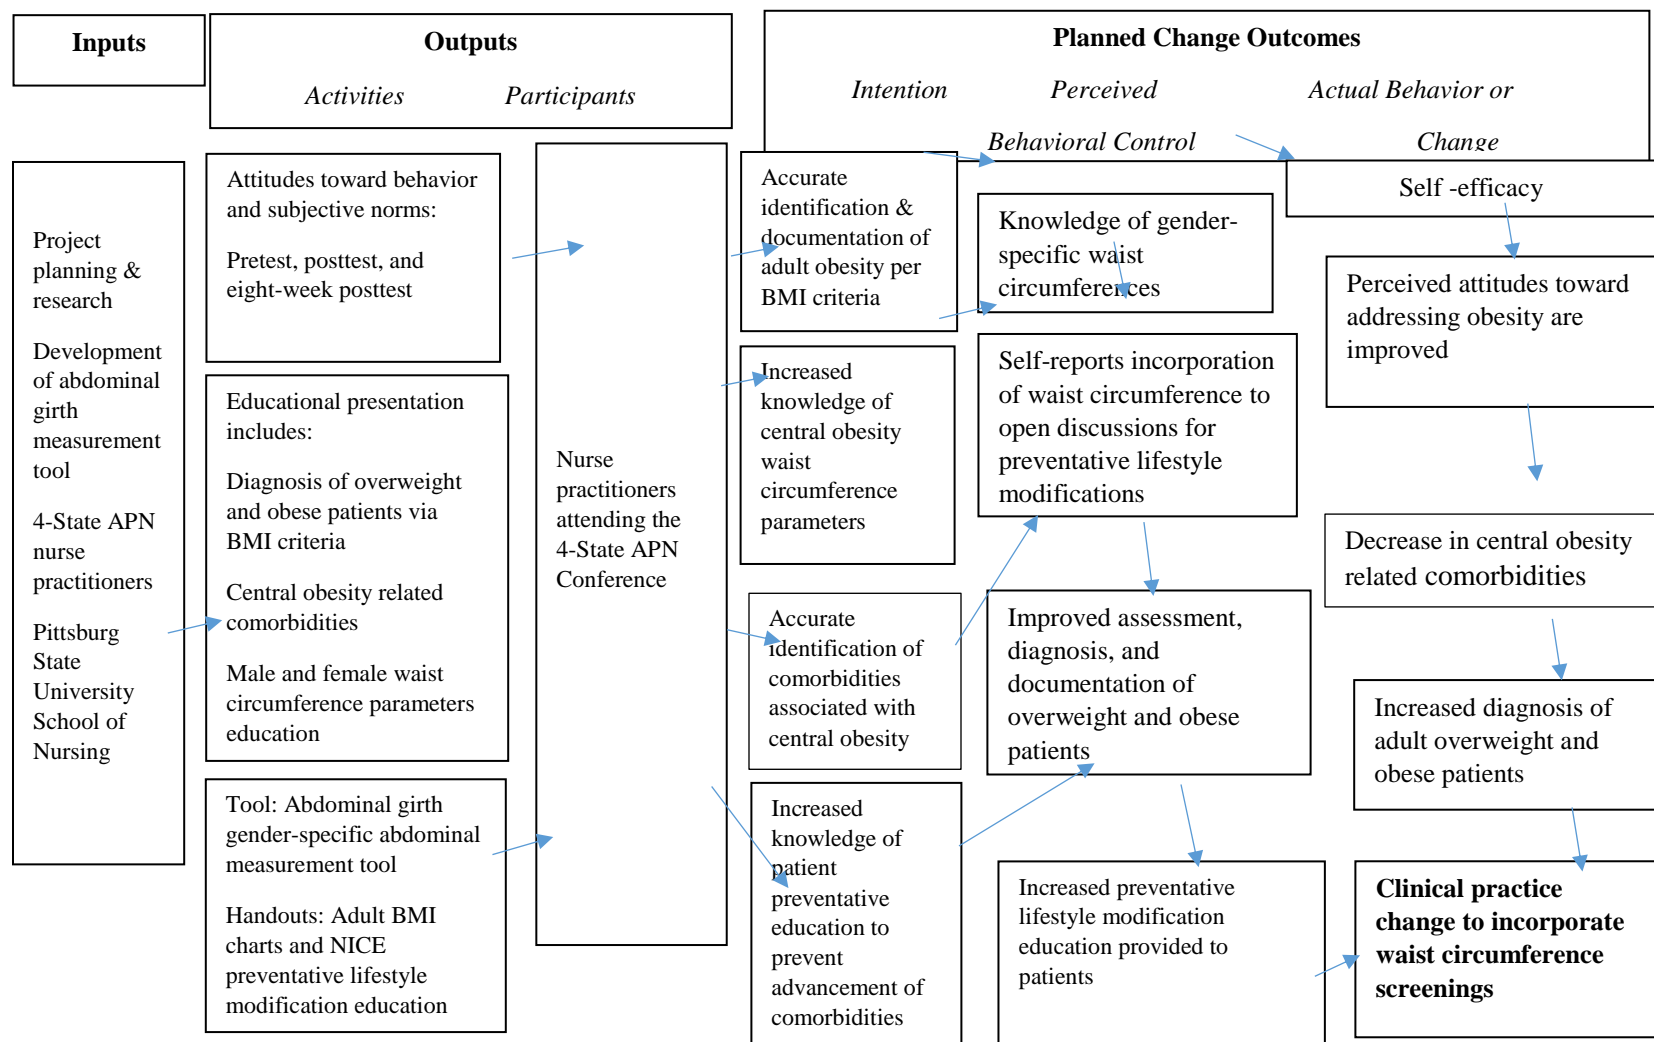 Inputs
Outputs
Activities
Participants
Planned Change Outcomes
Intention
Perceived
Behavioral Control
Actual Behavior or
Change
Project
planning &
research
Development
of abdominal
girth
measurement
tool
4-State APN
nurse
practitioners
Pittsburg
State
University
School of
Nursing
Attitudes toward behavior
and subjective norms:
Pretest, posttest, and
eight-week posttest
Educational presentation
includes:
Diagnosis of overweight
and obese patients via
BMI criteria
Central obesity related
comorbidities
Male and female waist
circumference parameters
education
Tool: Abdominal girth
gender-specific abdominal
measurement tool
Handouts: Adult BMI
charts and NICE
preventative lifestyle
modification education
Nurse
practitioners
attending the
4-State APN
Conference
Accurate
identification &
documentation of
adult obesity per
BMI criteria
Increased
knowledge of
central obesity
waist
circumference
parameters
Accurate
identification of
comorbidities
associated with
central obesity
Increased
knowledge of
patient
preventative
education to
prevent
advancement of
comorbidities
Knowledge of gender-
specific waist
circumferences
Self-reports incorporation
of waist circumference to
open discussions for
preventative lifestyle
modifications
Improved assessment,
diagnosis, and
documentation of
overweight and obese
patients
Increased preventative
lifestyle modification
education provided to
patients
Self -efficacy
Perceived attitudes toward
addressing obesity are
improved
Decrease in central obesity
related comorbidities
Increased diagnosis of
adult overweight and
obese patients
Clinical practice
change to incorporate
waist circumference
screenings